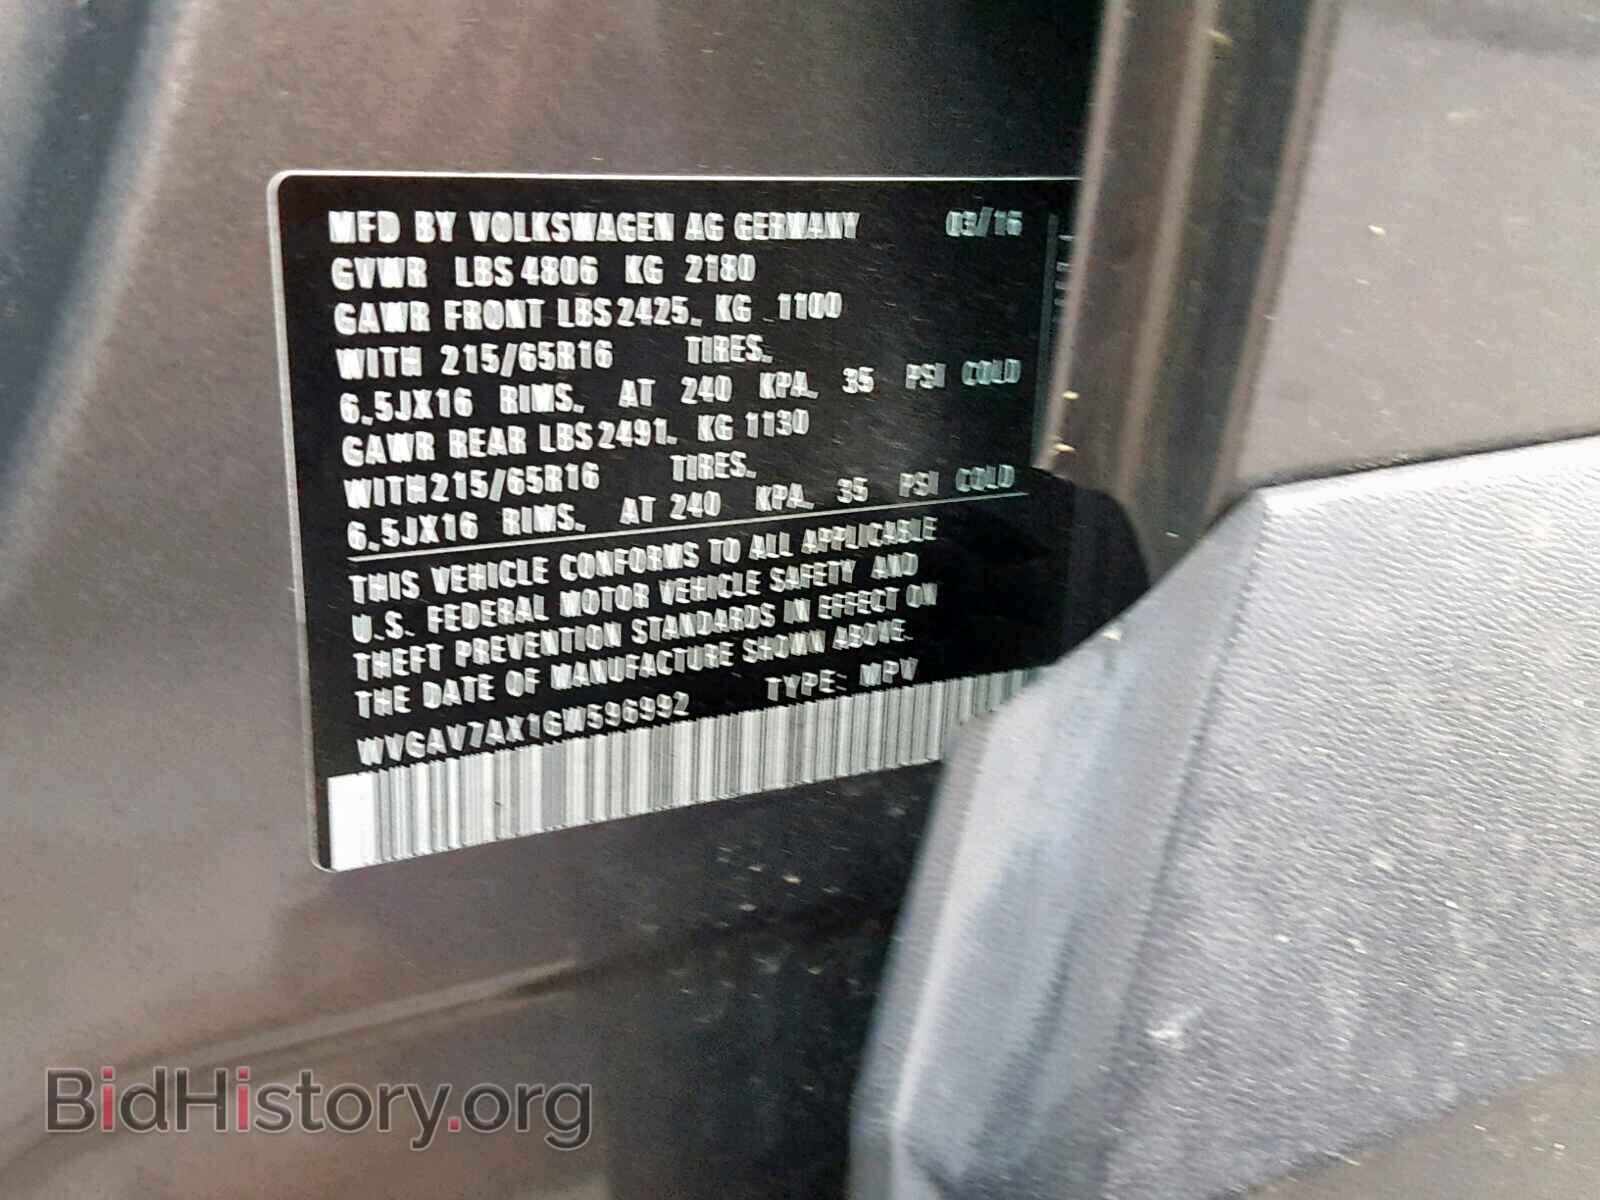 MFD BY VOLKSWAGEN AG GERMANY 03/16
GVWR LBS 4806 KG 2180
GAWR FRONT LBS 2425. KG 1100
WITH 215/65R16 TIRES.
6.5JX16 RIMS. AT 240 KPA. 35 PSI COLD
GAWR REAR LBS 2491. KG 1130
WITH 215/65R16 TIRES.
6.5JX16 RIMS. AT 240 KPA. 35 PSI COLD
THIS VEHICLE CONFORMS TO ALL APPLICABLE
U.S. FEDERAL MOTOR VEHICLE SAFETY AND
THEFT PREVENTION STANDARDS IN EFFECT ON
THE DATE OF MANUFACTURE SHOWN ABOVE.
WVGAV7AX1GW596992 TYPE: MPV
BidHistory.org